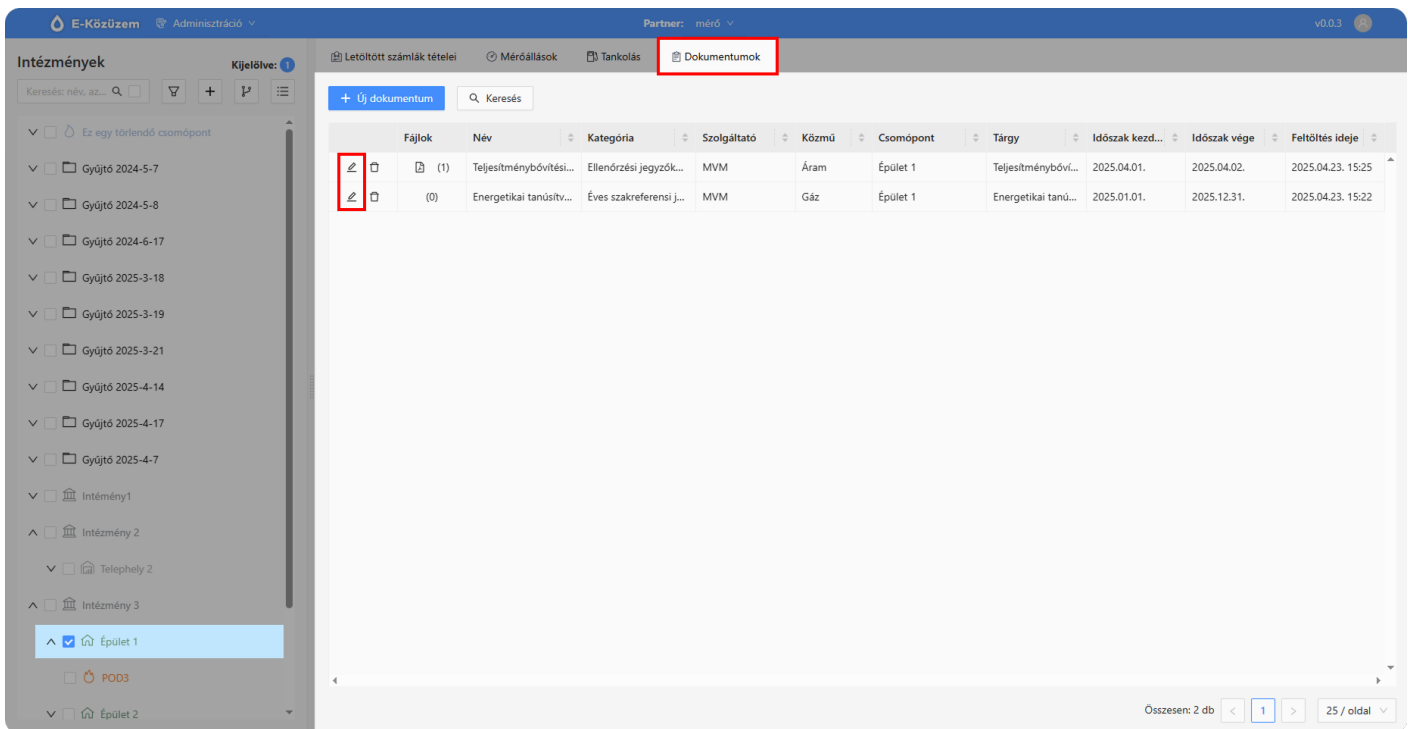 E-Közüzem Adminisztráció Partner: mérő v0.0.3
Intézmények Kijelölve: 1
Keresés: név, az...
Ez egy törlendő csomópont
Gyűjtő 2024-5-7
Gyűjtő 2024-5-8
Gyűjtő 2024-6-17
Gyűjtő 2025-3-18
Gyűjtő 2025-3-19
Gyűjtő 2025-3-21
Gyűjtő 2025-4-14
Gyűjtő 2025-4-17
Gyűjtő 2025-4-7
Intémény1
Intézmény 2
Telephely 2
Intézmény 3
Épület 1
POD3
Épület 2
Letöltött számlák tételei Mérőállások Tankolás Dokumentumok
Új dokumentum Keresés
Fájlok Név Kategória Szolgáltató Közmű Csomópont Tárgy Időszak kezd... Időszak vége Feltöltés ideje
(1) Teljesítménybővítési... Ellenőrzési jegyzők... MVM Áram Épület 1 Teljesítménybőví... 2025.04.01. 2025.04.02. 2025.04.23. 15:25
(0) Energetikai tanúsítv... Éves szakreferensi j... MVM Gáz Épület 1 Energetikai tanú... 2025.01.01. 2025.12.31. 2025.04.23. 15:22
Összesen: 2 db < 1 > 25 / oldal